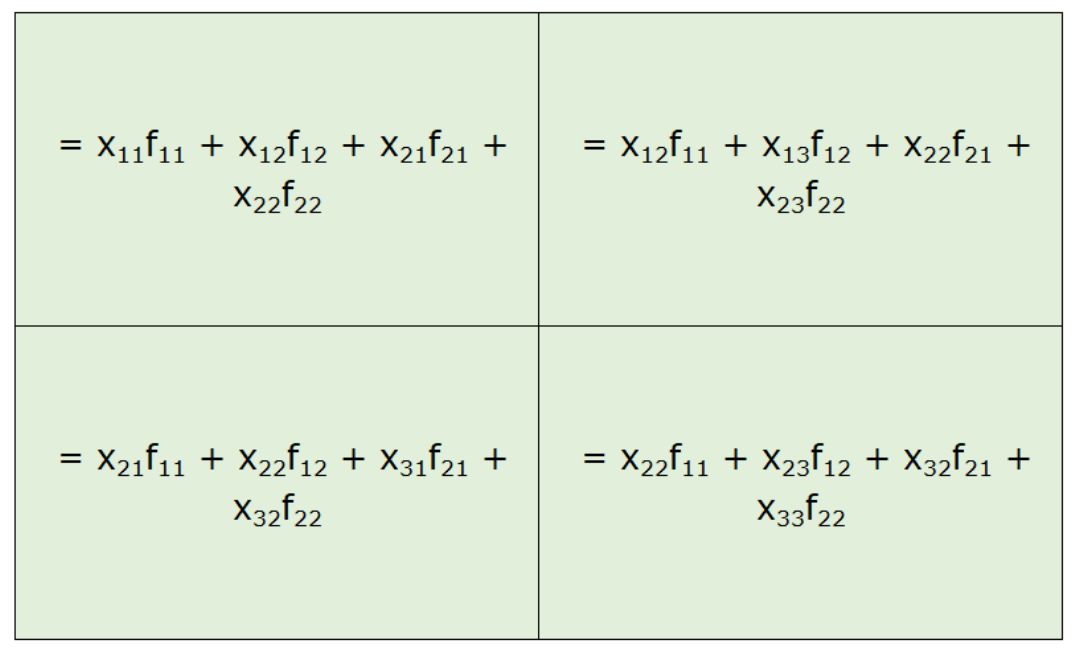 = x₁₁f₁₁ + x₁₂f₁₂ + x₂₁f₂₁ +
x₂₂f₂₂
= x₁₂f₁₁ + x₁₃f₁₂ + x₂₂f₂₁ +
x₂₃f₂₂
= x₂₁f₁₁ + x₂₂f₁₂ + x₃₁f₂₁ +
x₃₂f₂₂
= x₂₂f₁₁ + x₂₃f₁₂ + x₃₂f₂₁ +
x₃₃f₂₂